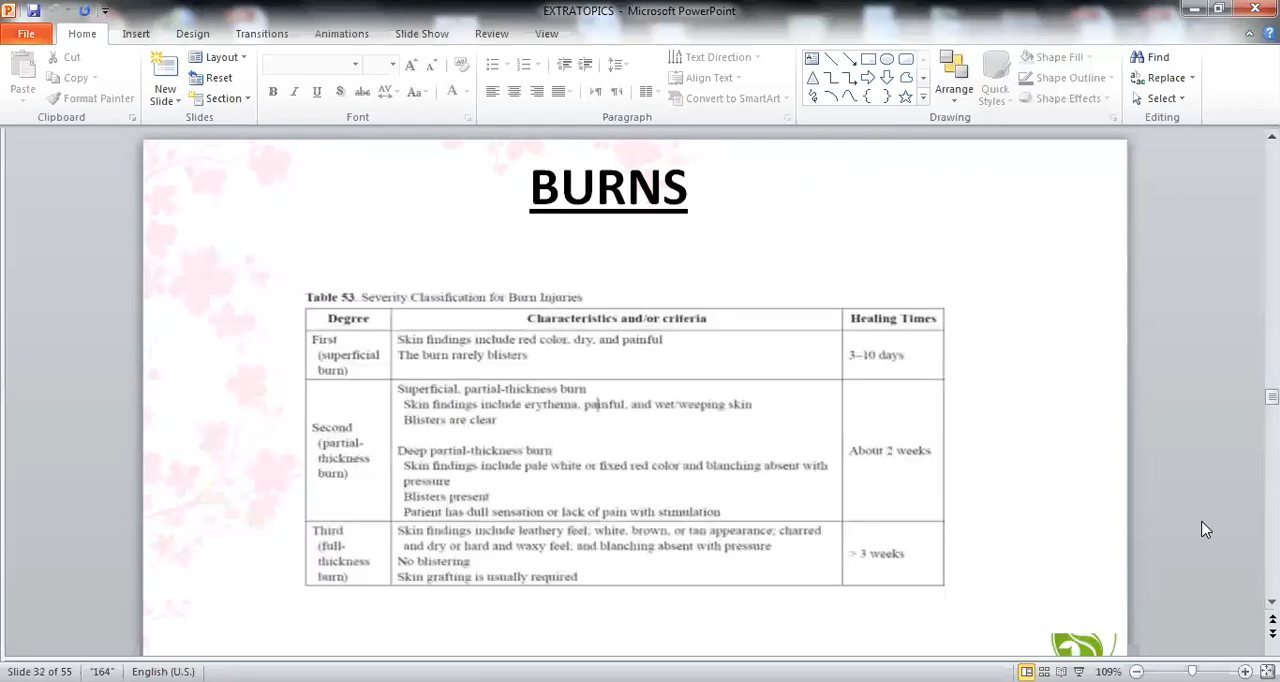 EXTRATOPICS - Microsoft PowerPoint
File Home Insert Design Transitions Animations Slide Show Review View
Cut
Copy
Format Painter
Paste
Clipboard
New
Slide
Layout
Reset
Section
Slides
B I U S abc AV Aa A
Font
Text Direction
Align Text
Convert to SmartArt
Paragraph
Arrange
Quick
Styles
Shape Fill
Shape Outline
Shape Effects
Drawing
Find
Replace
Select
Editing
BURNS
Table 53. Severity Classification for Burn Injuries
Degree Characteristics and/or criteria Healing Times
First
(superficial
burn)
Skin findings include red color, dry, and painful
The burn rarely blisters
3–10 days
Second
(partial-
thickness
burn)
Superficial, partial-thickness burn
Skin findings include erythema, painful, and wet/weeping skin
Blisters are clear
Deep partial-thickness burn
Skin findings include pale white or fixed red color and blanching absent with
pressure
Blisters present
Patient has dull sensation or lack of pain with stimulation
About 2 weeks
Third
(full-
thickness
burn)
Skin findings include leathery feel; white, brown, or tan appearance; charred
and dry or hard and waxy feel; and blanching absent with pressure
No blistering
Skin grafting is usually required
> 3 weeks
Slide 32 of 55 "164" English (U.S.) 109%